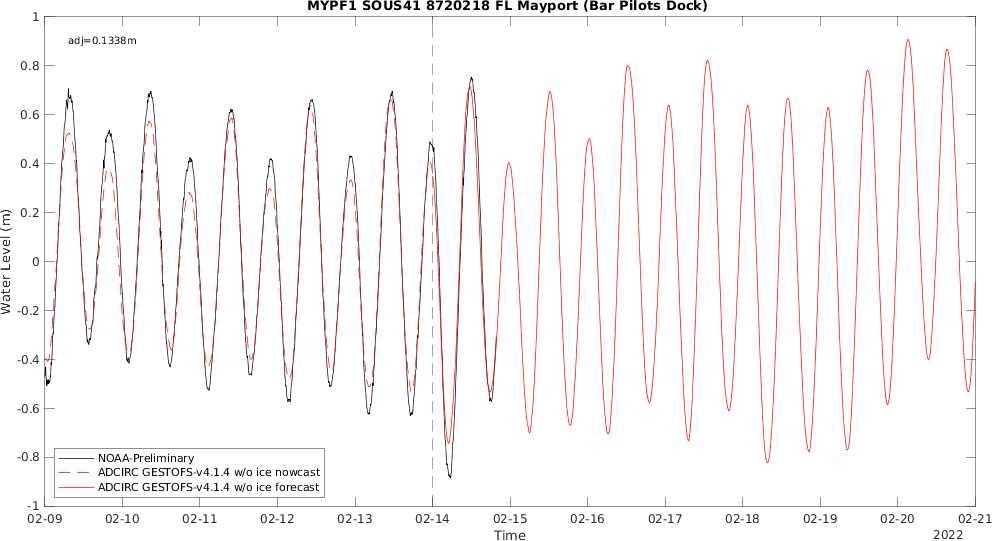 MYPF1 SOUS41 8720218 FL Mayport (Bar Pilots Dock)
adj=0.1338m
Water Level (m)
1
0.8
0.6
0.4
0.2
0
-0.2
-0.4
-0.6
-0.8
-1
NOAA-Preliminary
ADCIRC GESTOFS-v4.1.4 w/o ice nowcast
ADCIRC GESTOFS-v4.1.4 w/o ice forecast
02-09 02-10 02-11 02-12 02-13 02-14 02-15 02-16 02-17 02-18 02-19 02-20 02-21
Time
2022